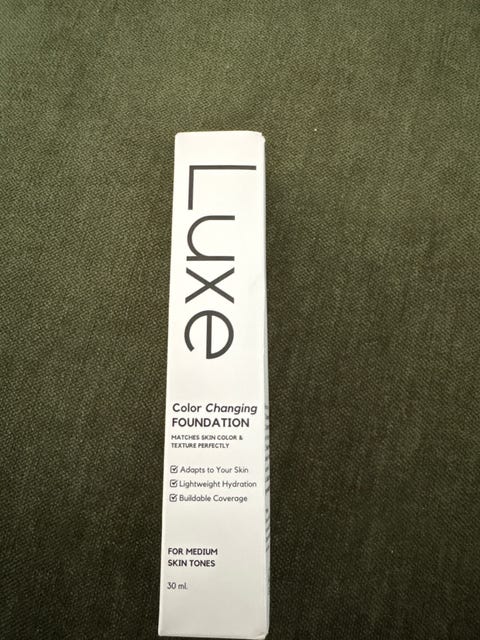 Luxe
Color Changing
FOUNDATION
MATCHES SKIN COLOR &
TEXTURE PERFECTLY
Adapts to Your Skin
Lightweight Hydration
Buildable Coverage
FOR MEDIUM
SKIN TONES
30 ml.